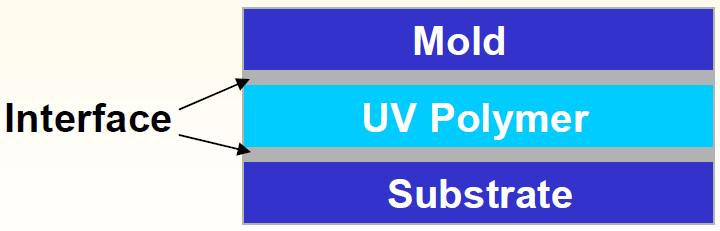 Mold
Interface
UV Polymer
Substrate